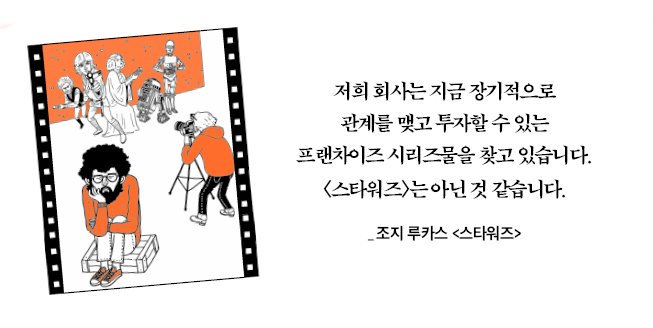 저희 회사는 지금 장기적으로
관계를 맺고 투자할 수 있는
프랜차이즈 시리즈물을 찾고 있습니다.
<스타워즈>는 아닌 것 같습니다.
_ 조지 루카스 <스타워즈>